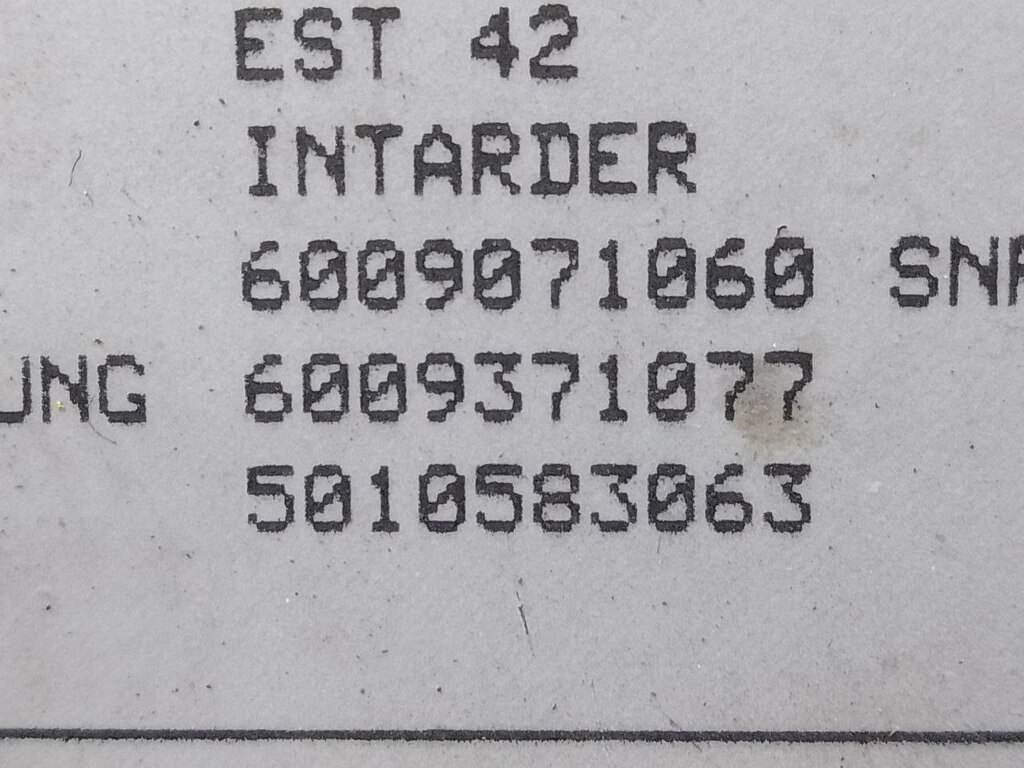 EST 42
INTARDER
6009071060 SN
UNG 6009371077
5010583063